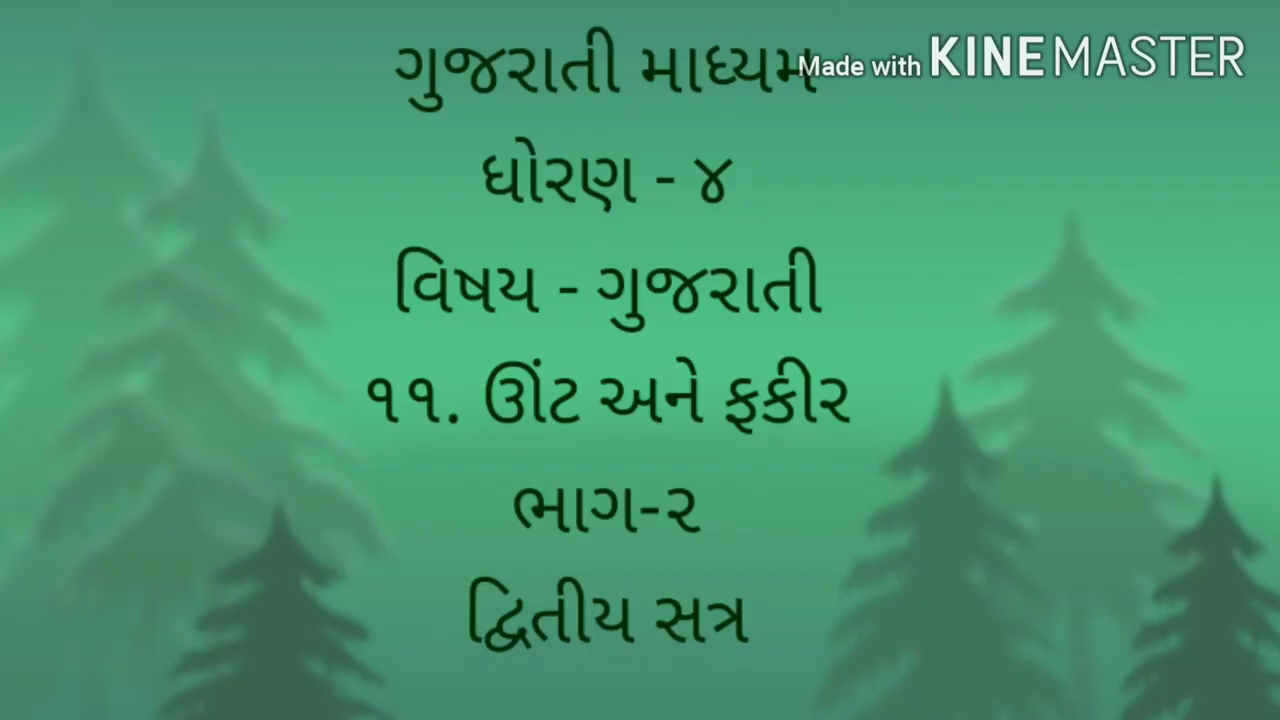 ગુજરાતી માધ્યમ
Made with KINEMASTER
ધોરણ - ૪
વિષય - ગુજરાતી
૧૧. ઊંટ અને ફકીર
ભાગ-૨
દ્વિતીય સત્ર